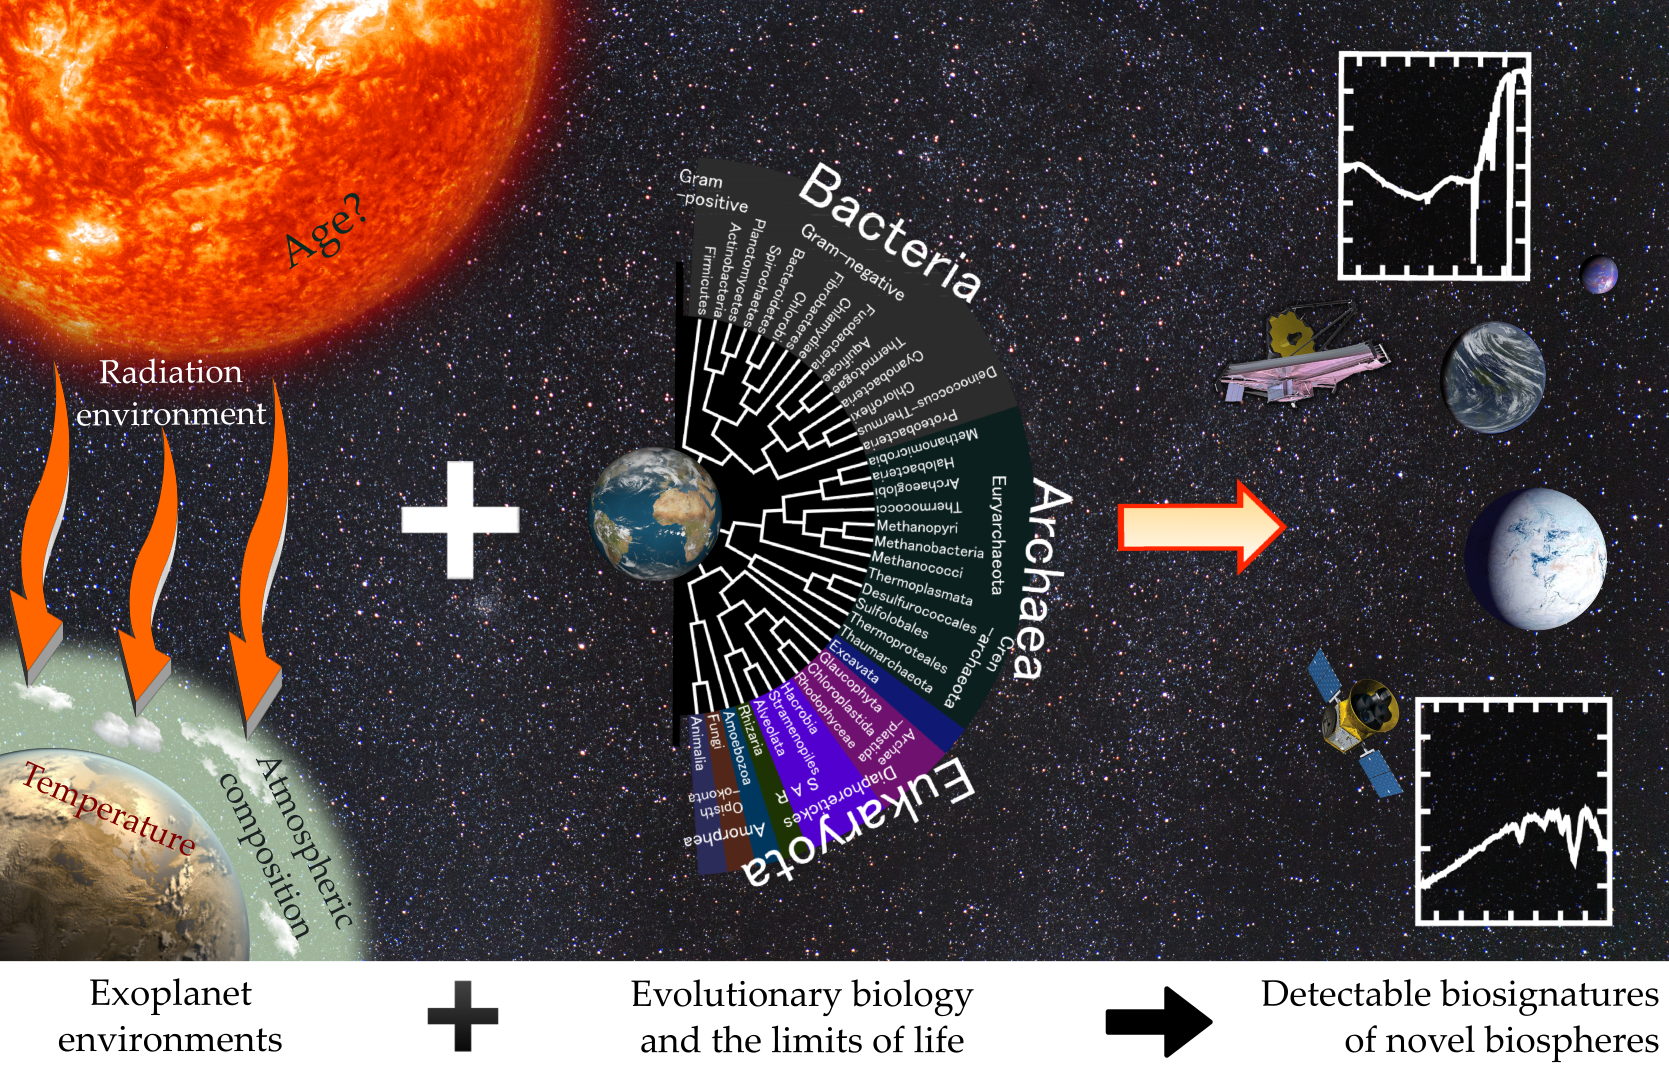 Age?
Radiation
environment
Temperature
Atmospheric
composition
Bacteria
Gram
-positive
Gram-negative
Firmicutes
Actinobacteria
Planctomycetes
Spirochaetes
Bacteroidetes
Chlorobi
Fibrobacteres
Chlamydiae
Fusobacteria
Aquificae
Thermotogae
Cyanobacteria
Chloroflexi
Deinococcus-Thermus
Proteobacteria
Archaea
Euryarchaeota
Methanomicrobia
Halobacteria
Archaeoglobi
Thermococci
Methanopyri
Methanobacteria
Methanococci
Thermoplasmata
Desulfurococcales
Sulfolobales
Thermoproteales
Thaumarchaeota
Cren
-archaeota
Eukaryota
Excavata
Glaucophyta
Chloroplastida
Rhodophyceae
Archae
-plastida
Diaphoretickes
Hacrobia
Stramenopiles
Alveolata
Rhizaria
S A R
Amoebozoa
Fungi
Animalia
Opisth
-okonta
Amorphea
Exoplanet
environments
Evolutionary biology
and the limits of life
Detectable biosignatures
of novel biospheres